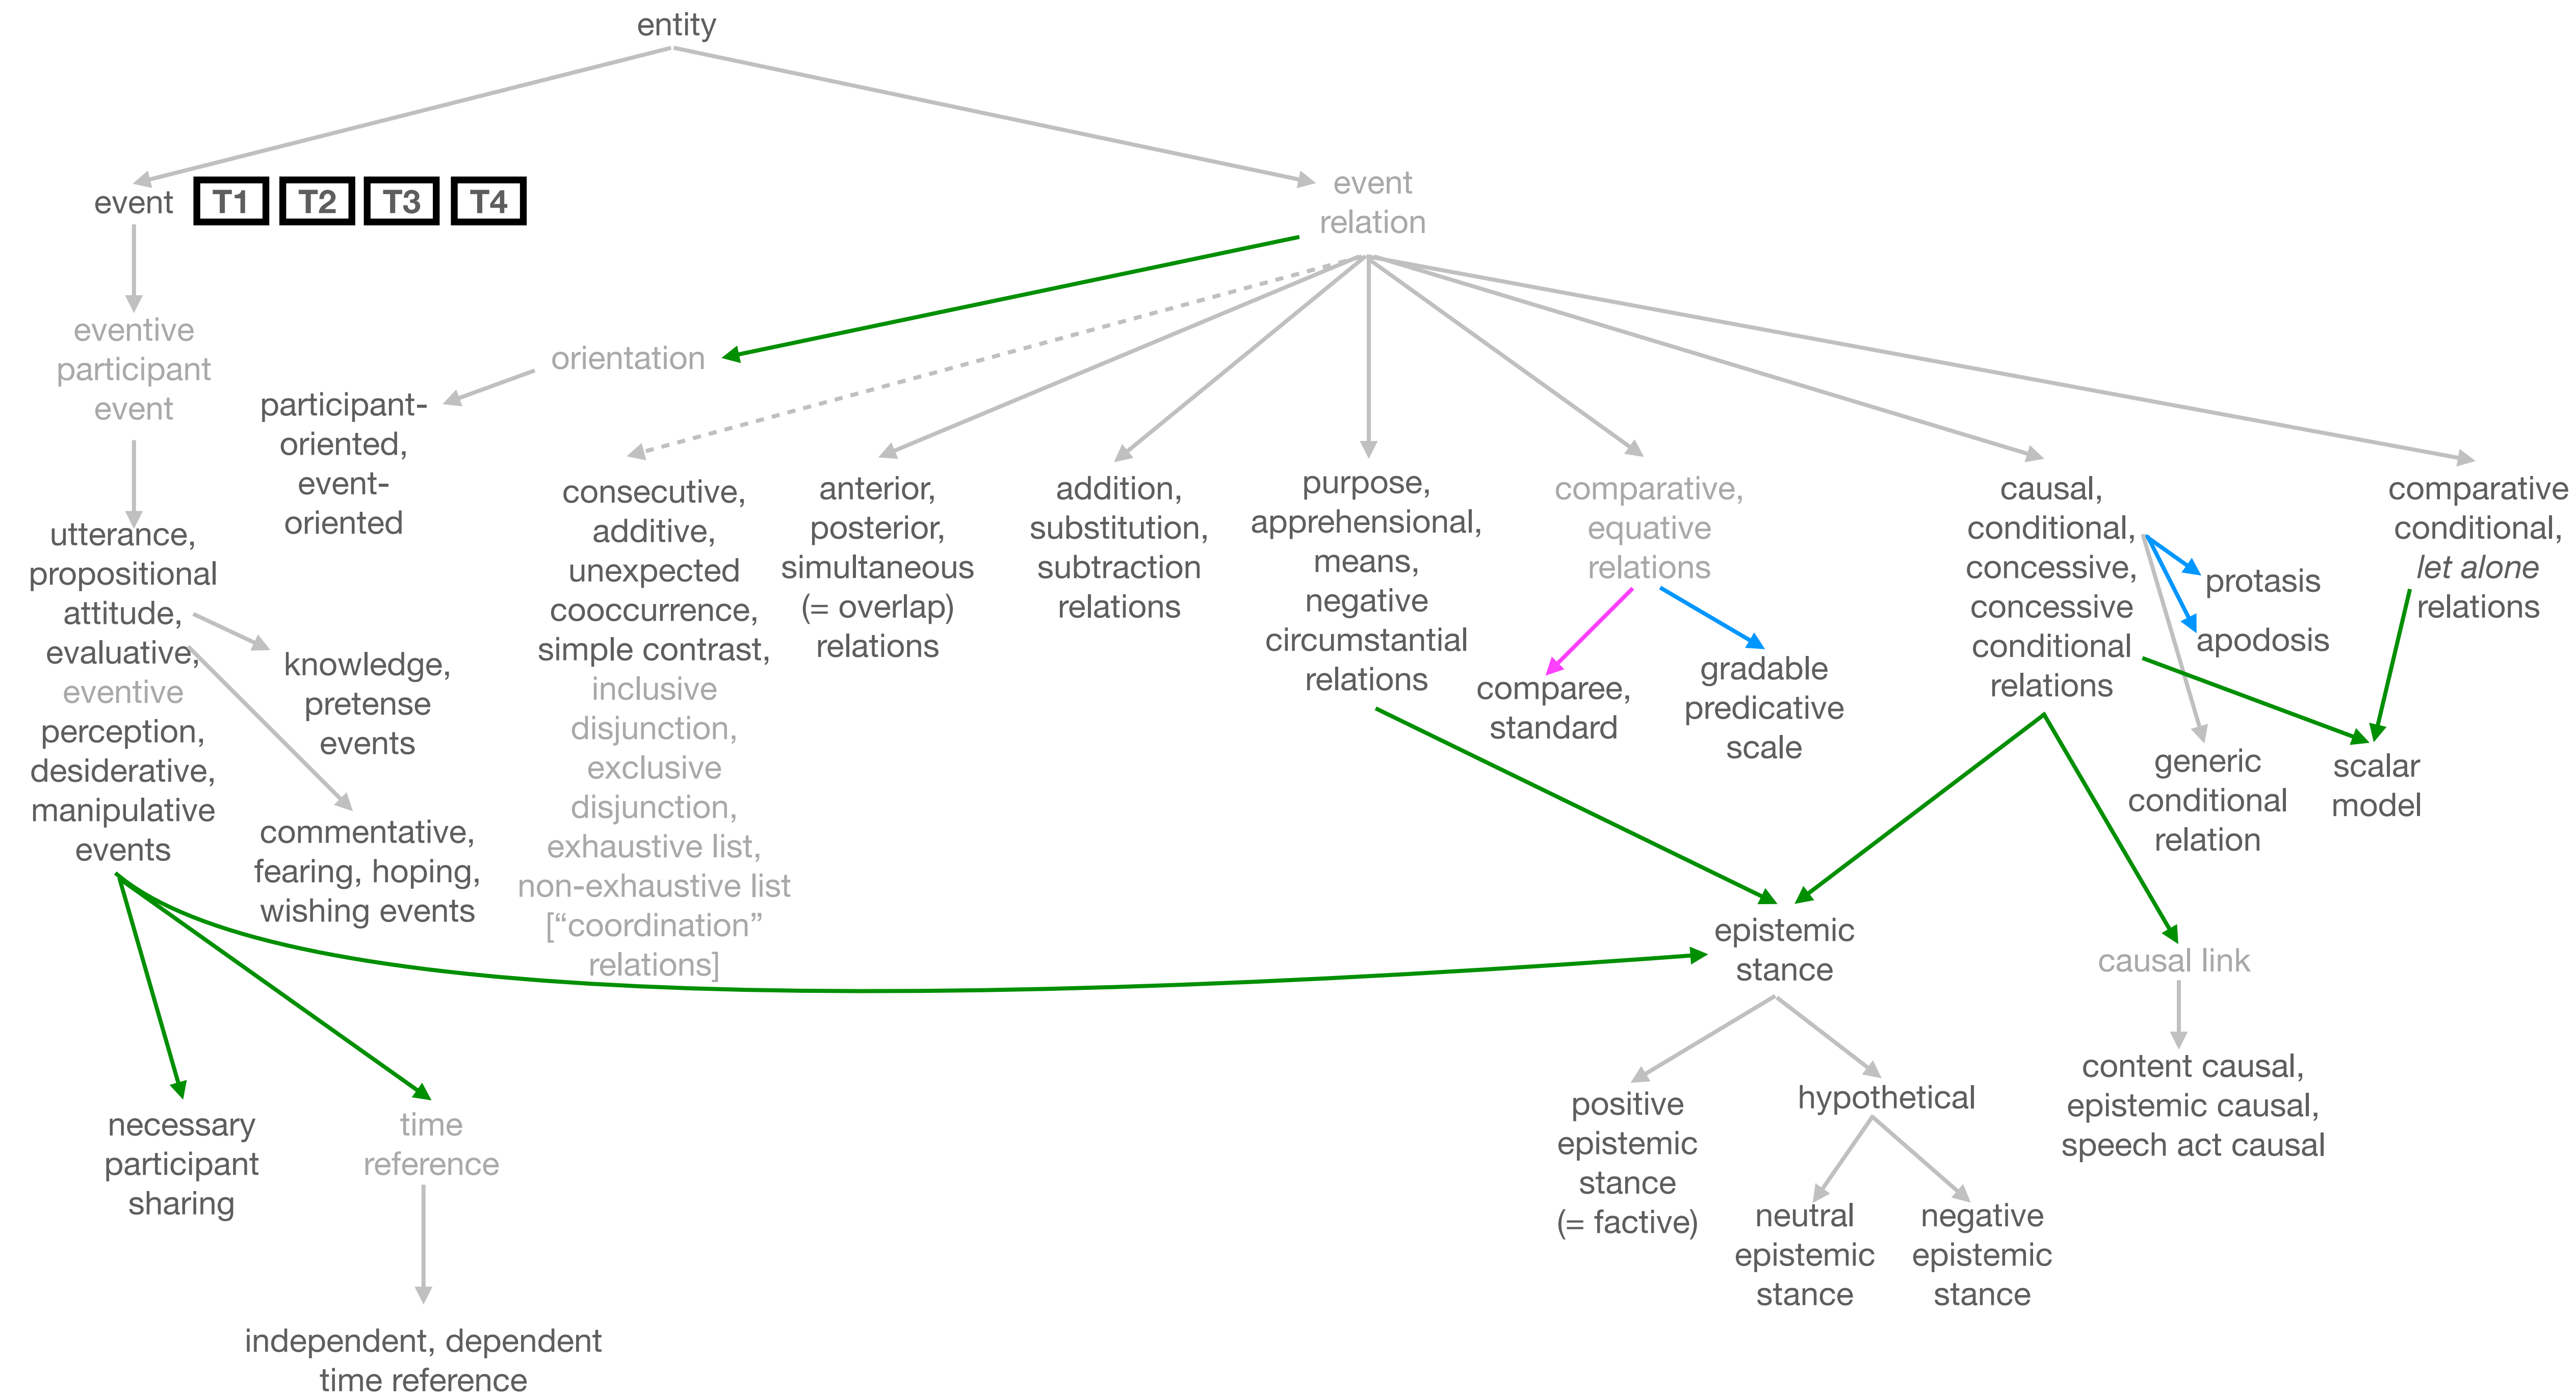 entity
event
T1
T2
T3
T4
event
relation
eventive
participant
event
orientation
participant-
oriented,
event-
oriented
utterance,
propositional
attitude,
evaluative,
eventive
perception,
desiderative,
manipulative
events
knowledge,
pretense
events
commentative,
fearing, hoping,
wishing events
consecutive,
additive,
unexpected
cooccurrence,
simple contrast,
inclusive
disjunction,
exclusive
disjunction,
exhaustive list,
non-exhaustive list
[“coordination”
relations]
anterior,
posterior,
simultaneous
(= overlap)
relations
addition,
substitution,
subtraction
relations
purpose,
apprehensional,
means,
negative
circumstantial
relations
comparative,
equative
relations
comparee,
standard
gradable
predicative
scale
causal,
conditional,
concessive,
concessive
conditional
relations
protasis
apodosis
generic
conditional
relation
comparative
conditional,
let alone
relations
scalar
model
epistemic
stance
causal link
positive
epistemic
stance
(= factive)
hypothetical
neutral
epistemic
stance
negative
epistemic
stance
content causal,
epistemic causal,
speech act causal
necessary
participant
sharing
time
reference
independent, dependent
time reference